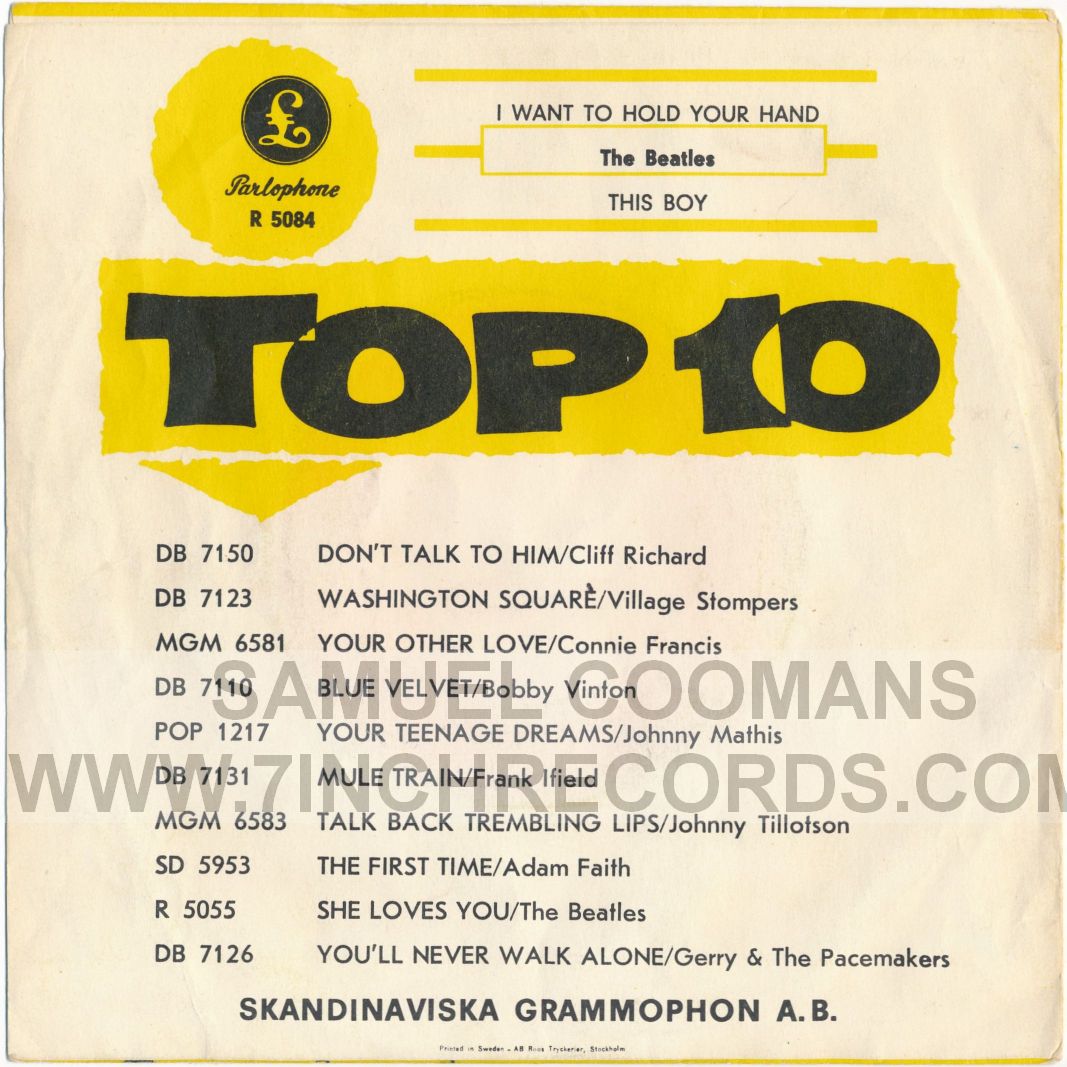 £
Parlophone
R 5084
I WANT TO HOLD YOUR HAND
The Beatles
THIS BOY
TOP 10
DB 7150 DON'T TALK TO HIM/Cliff Richard
DB 7123 WASHINGTON SQUARE/Village Stompers
MGM 6581 YOUR OTHER LOVE/Connie Francis
SAMUEL COOMANS
DB 7110 BLUE VELVET/Bobby Vinton
POP 1217 YOUR TEENAGE DREAMS/Johnny Mathis
WWW.7INCHRECORDS.COM
DB 7131 MULE TRAIN/Frank Ifield
MGM 6583 TALK BACK TREMBLING LIPS/Johnny Tillotson
SD 5953 THE FIRST TIME/Adam Faith
R 5055 SHE LOVES YOU/The Beatles
DB 7126 YOU'LL NEVER WALK ALONE/Gerry & The Pacemakers
SKANDINAVISKA GRAMMOPHON A.B.
Printed in Sweden - AB Roos Tryckerier, Stockholm